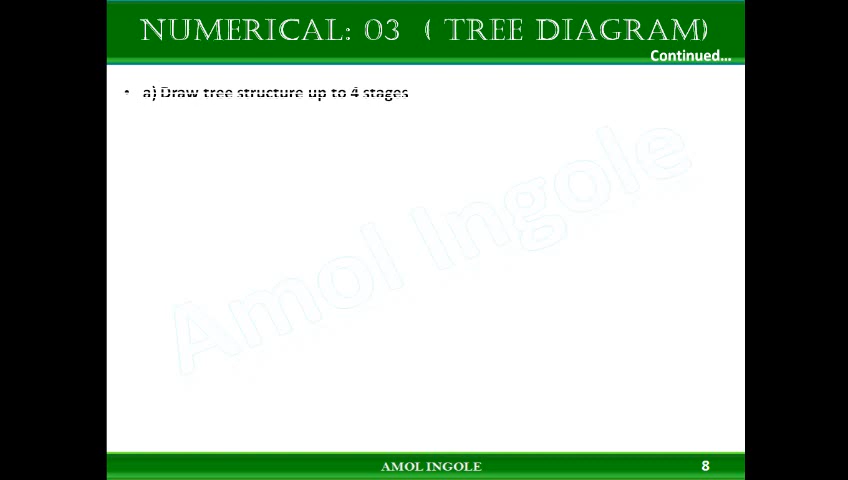 NUMERICAL: 03 ( TREE DIAGRAM)
Continued...
• a) Draw tree structure up to 4 stages
Amol Ingole
AMOL INGOLE
8